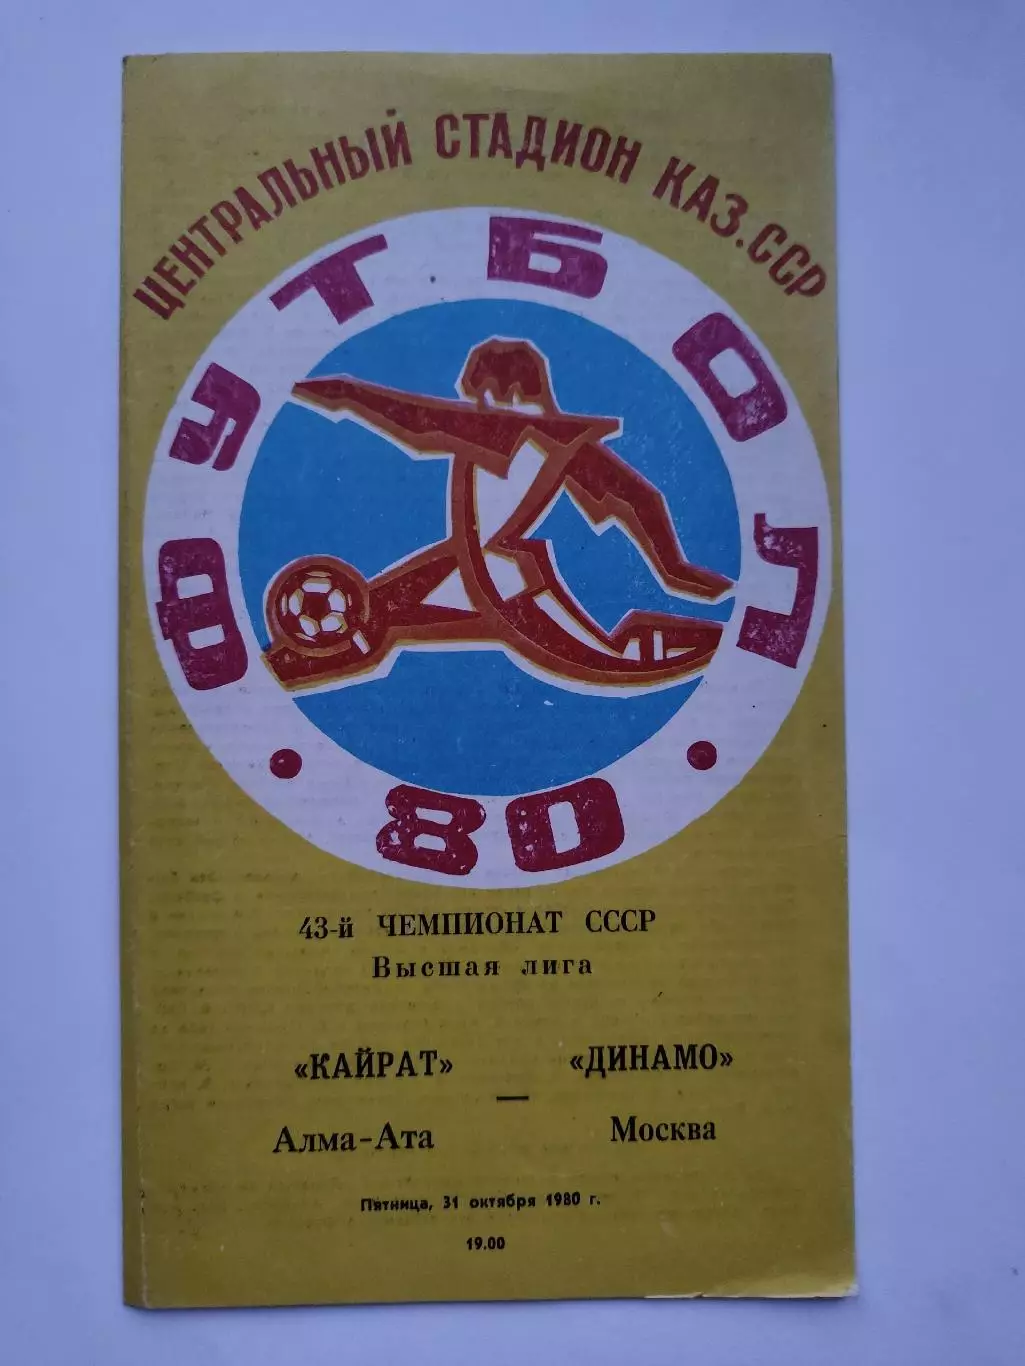 ЦЕНТРАЛЬНЫЙ СТАДИОН КАЗ.ССР
ФУТБОЛ
•80•
43-й ЧЕМПИОНАТ СССР
Высшая лига
«КАЙРАТ» — «ДИНАМО»
Алма-Ата Москва
Пятница, 31 октября 1980 г.
19.00